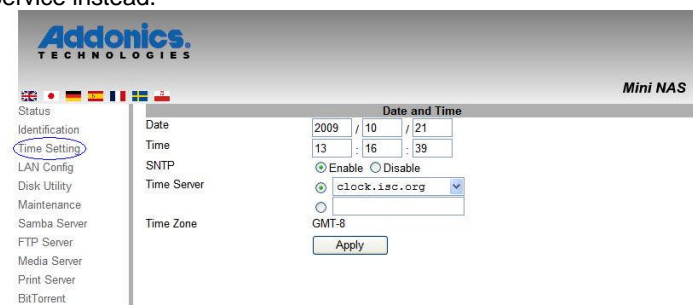 service instead.
Addonics.
TECHNOLOGIES
Mini NAS
Status
Identification
Time Setting
LAN Config
Disk Utility
Maintenance
Samba Server
FTP Server
Media Server
Print Server
BitTorrent
Date and Time
Date 2009 / 10 / 21
Time 13 : 16 : 39
SNTP Enable Disable
Time Server clock.isc.org
Time Zone GMT-8
Apply